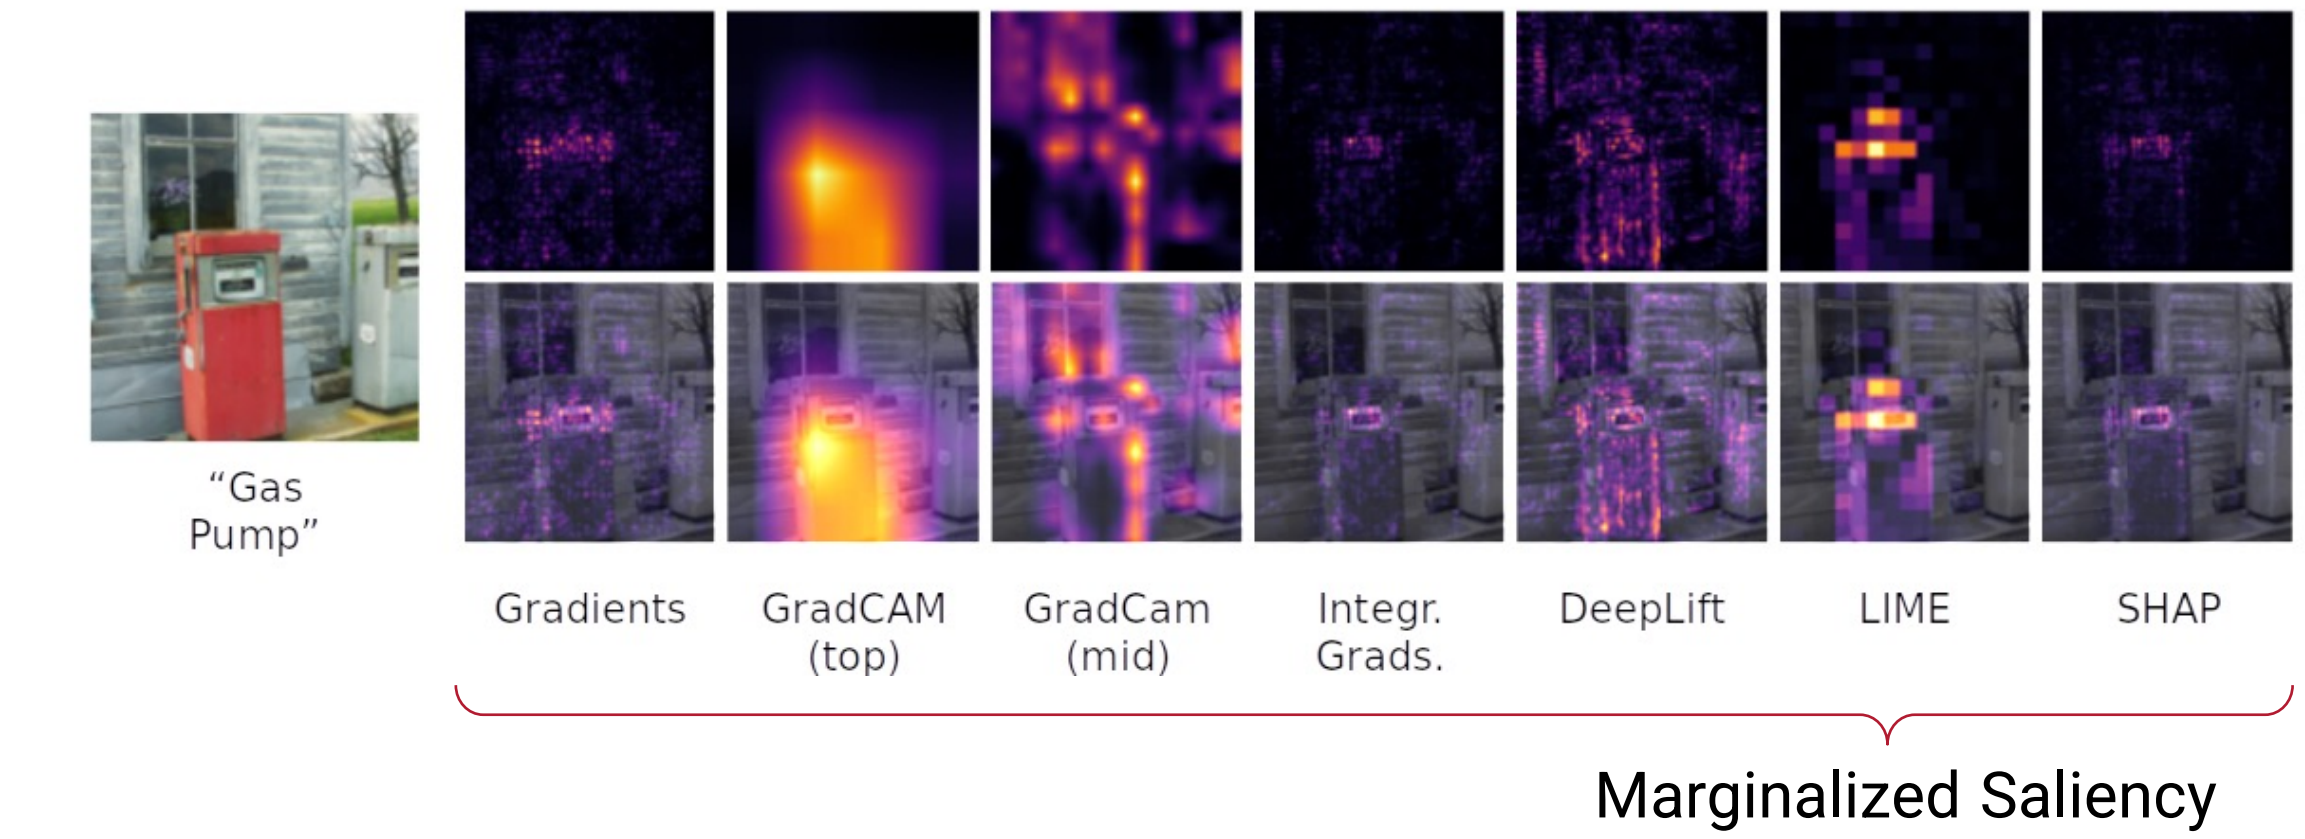 “Gas
Pump”
Gradients
GradCAM
(top)
GradCam
(mid)
Integr.
Grads.
DeepLift
LIME
SHAP
Marginalized Saliency